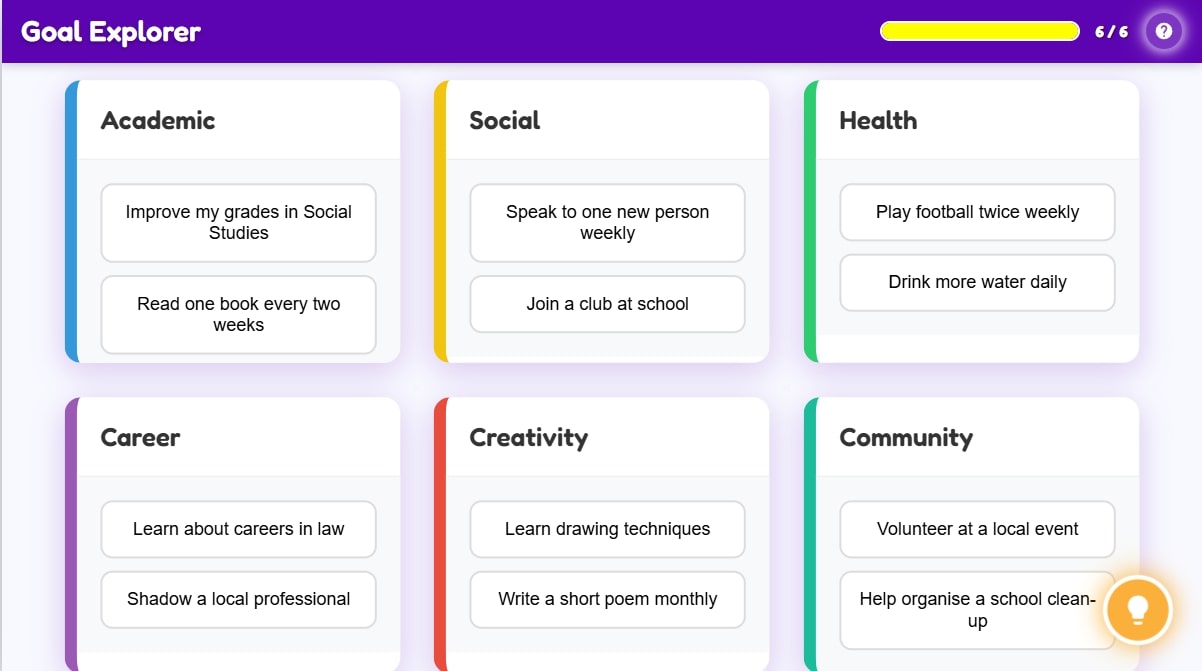 Goal Explorer
6 / 6
?
Academic
Improve my grades in Social
Studies
Read one book every two
weeks
Social
Speak to one new person
weekly
Join a club at school
Health
Play football twice weekly
Drink more water daily
Career
Learn about careers in law
Shadow a local professional
Creativity
Learn drawing techniques
Write a short poem monthly
Community
Volunteer at a local event
Help organise a school clean-
up